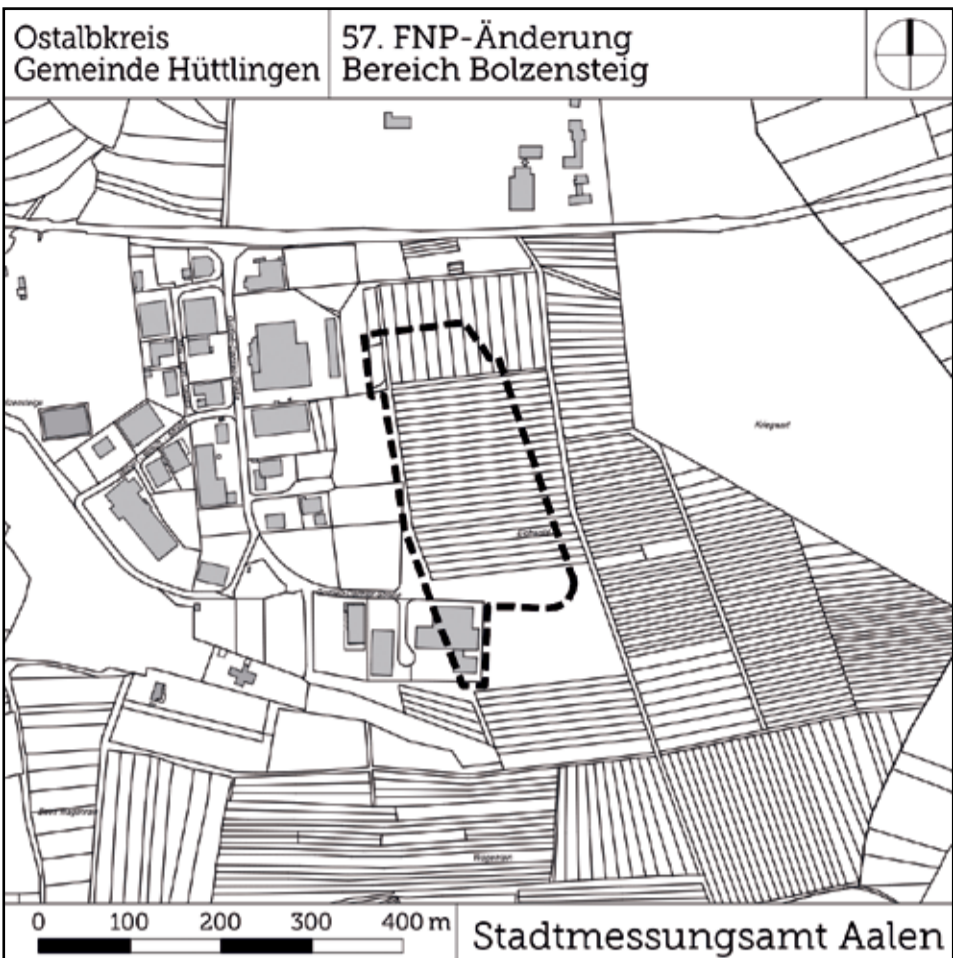 Ostalbkreis
Gemeinde Hüttlingen
57. FNP-Änderung
Bereich Bolzensteig
0 100 200 300 400 m
Stadtmessungsamt Aalen